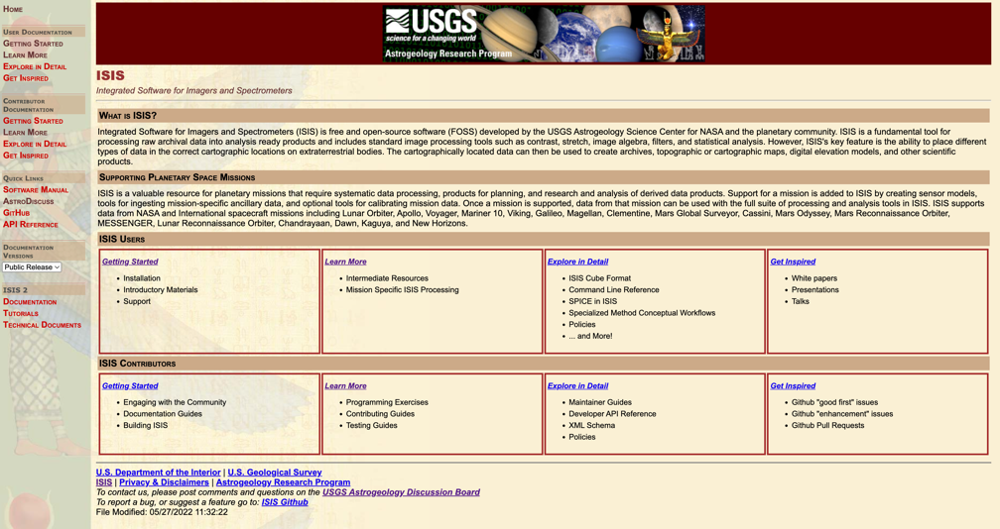 Home
User Documentation
Getting Started
Learn More
Explore in Detail
Get Inspired
Contributor
Documentation
Getting Started
Learn More
Explore in Detail
Get Inspired
Quick Links
Software Manual
AstroDiscuss
GitHub
API Reference
Documentation
Versions
Public Release
ISIS 2
Documentation
Tutorials
Technical Documents
USGS
science for a changing world
Astrogeology Research Program
ISIS
Integrated Software for Imagers and Spectrometers
What is ISIS?
Integrated Software for Imagers and Spectrometers (ISIS) is free and open-source software (FOSS) developed by the USGS Astrogeology Science Center for NASA and the planetary community. ISIS is a fundamental tool for
processing raw archival data into analysis ready products and includes standard image processing tools such as contrast, stretch, image algebra, filters, and statistical analysis. However, ISIS's key feature is the ability to place different
types of data in the correct cartographic locations on extraterrestrial bodies. The cartographically located data can then be used to create archives, topographic or cartographic maps, digital elevation models, and other scientific
products.
Supporting Planetary Space Missions
ISIS is a valuable resource for planetary missions that require systematic data processing, products for planning, and research and analysis of derived data products. Support for a mission is added to ISIS by creating sensor models,
tools for ingesting mission-specific ancillary data, and optional tools for calibrating mission data. Once a mission is supported, data from that mission can be used with the full suite of processing and analysis tools in ISIS. ISIS supports
data from NASA and International spacecraft missions including Lunar Orbiter, Apollo, Voyager, Mariner 10, Viking, Galileo, Magellan, Clementine, Mars Global Surveyor, Cassini, Mars Odyssey, Mars Reconnaissance Orbiter,
MESSENGER, Lunar Reconnaissance Orbiter, Chandrayaan, Dawn, Kaguya, and New Horizons.
ISIS Users
Getting Started
Installation
Introductory Materials
Support
Learn More
Intermediate Resources
Mission Specific ISIS Processing
Explore in Detail
ISIS Cube Format
Command Line Reference
SPICE in ISIS
Specialized Method Conceptual Workflows
Policies
... and More!
Get Inspired
White papers
Presentations
Talks
ISIS Contributors
Getting Started
Engaging with the Community
Documentation Guides
Building ISIS
Learn More
Programming Exercises
Contributing Guides
Testing Guides
Explore in Detail
Maintainer Guides
Developer API Reference
XML Schema
Policies
Get Inspired
Github "good first" issues
Github "enhancement" issues
Github Pull Requests
U.S. Department of the Interior | U.S. Geological Survey
ISIS | Privacy & Disclaimers | Astrogeology Research Program
To contact us, please post comments and questions on the USGS Astrogeology Discussion Board
To report a bug, or suggest a feature go to: ISIS Github
File Modified: 05/27/2022 11:32:22